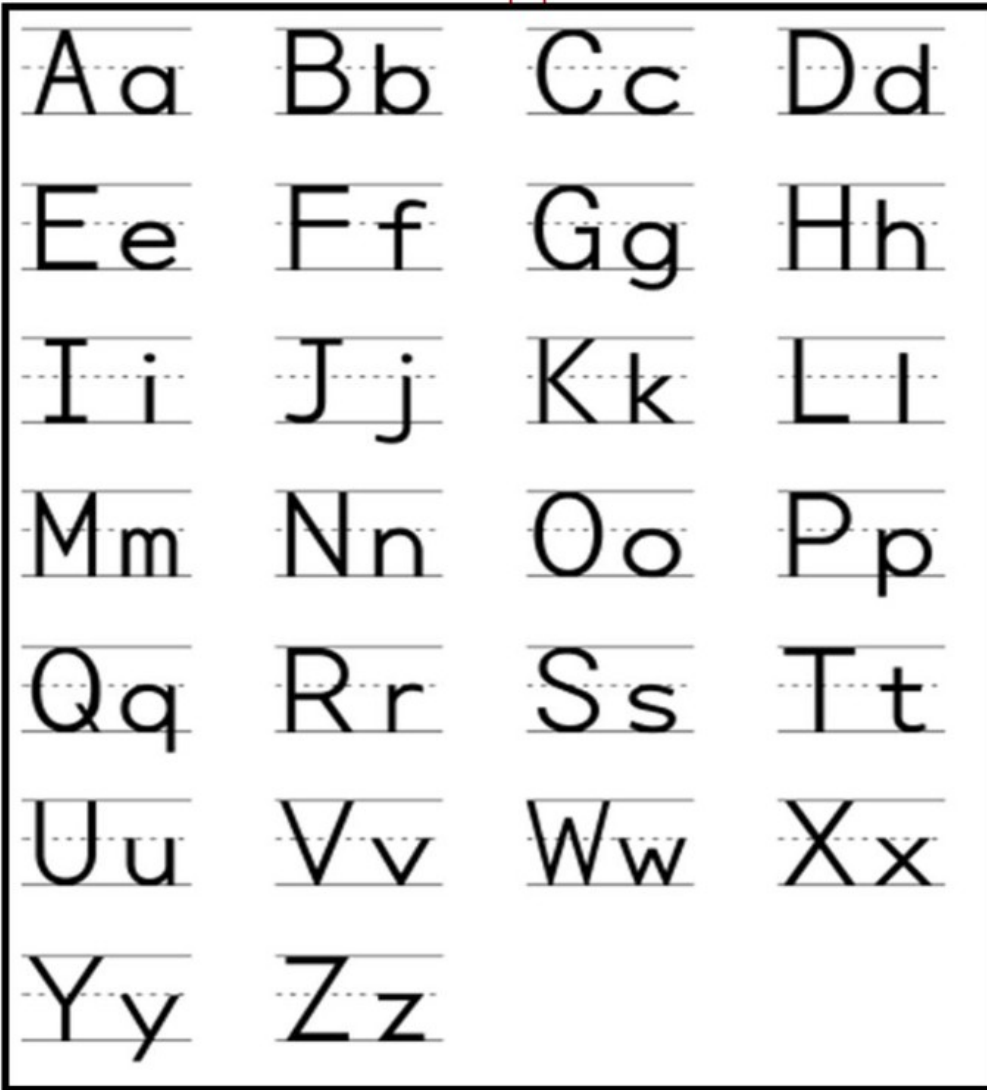 Aa Bb Cc Dd
Ee Ff Gg Hh
Ii Jj Kk Ll
Mm Nn Oo Pp
Qq Rr Ss Tt
Uu Vv Ww Xx
Yy Zz